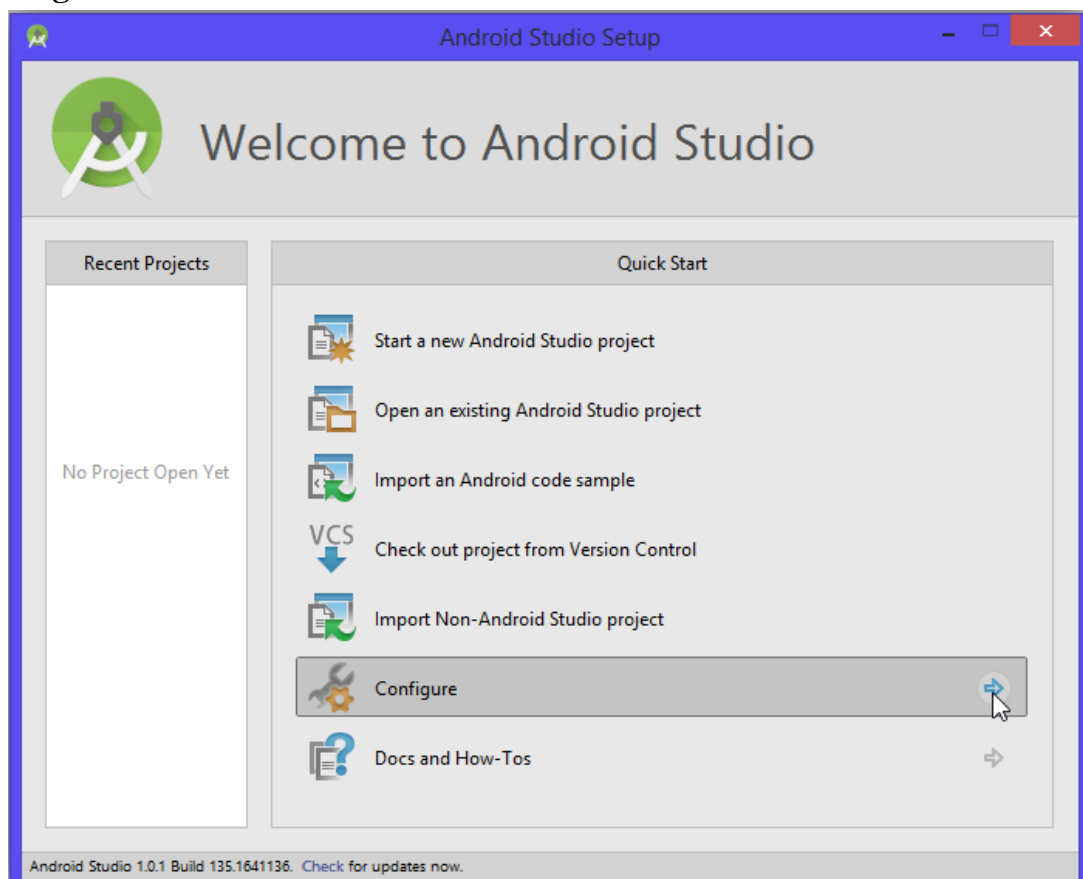 Android Studio Setup
Welcome to Android Studio
Recent Projects
Quick Start
No Project Open Yet
Start a new Android Studio project
Open an existing Android Studio project
Import an Android code sample
VCS
Check out project from Version Control
Import Non-Android Studio project
Configure
Docs and How-Tos
Android Studio 1.0.1 Build 135.1641136. Check for updates now.